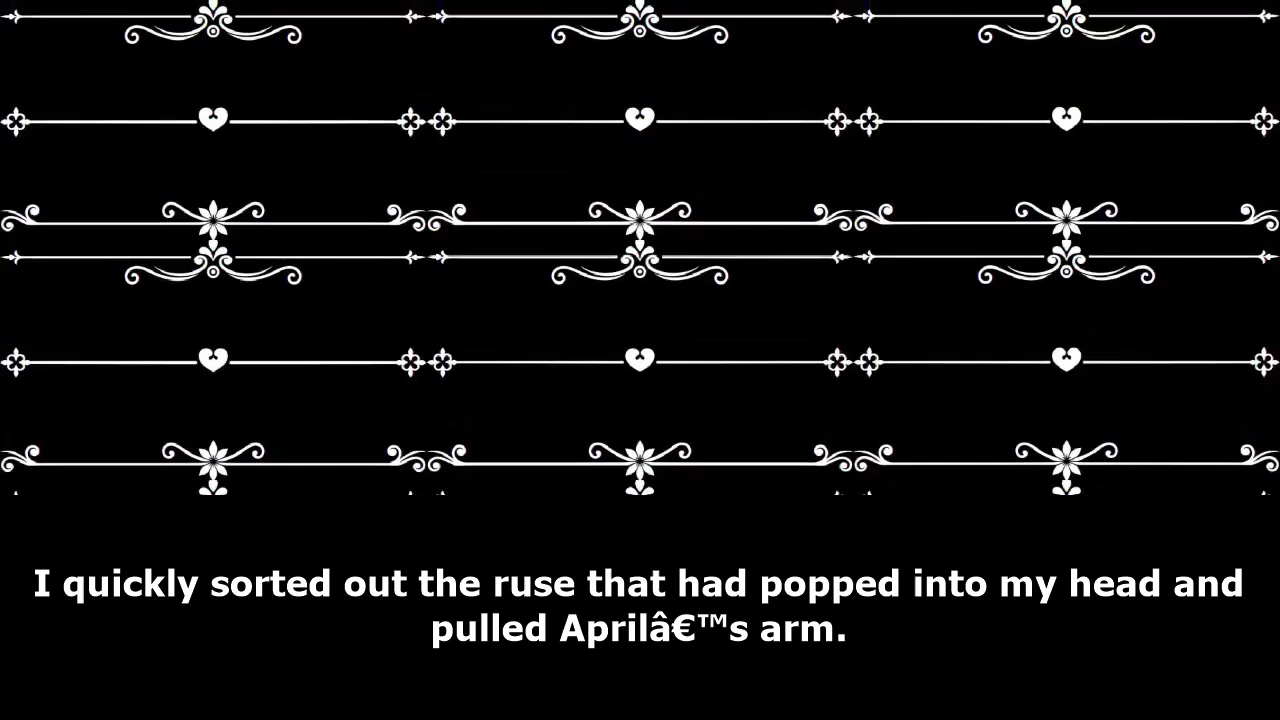 I quickly sorted out the ruse that had popped into my head and
pulled Aprilâ€™s arm.